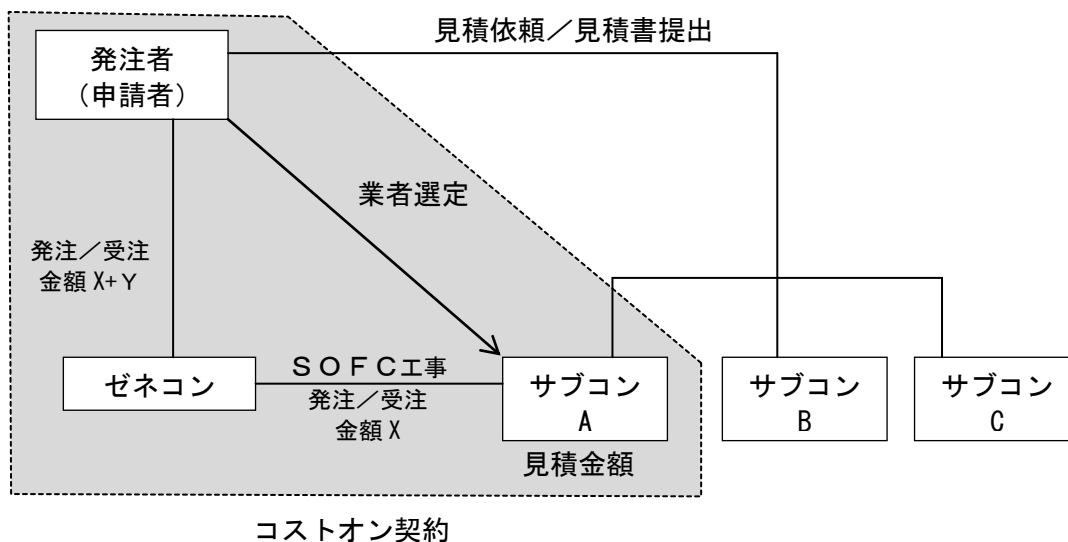 見積依頼／見積書提出
発注者
（申請者）
業者選定
発注／受注
金額 X+Y
ゼネコン
ＳＯＦＣ工事
発注／受注
金額 X
サブコン
A
サブコン
B
サブコン
C
見積金額
コストオン契約